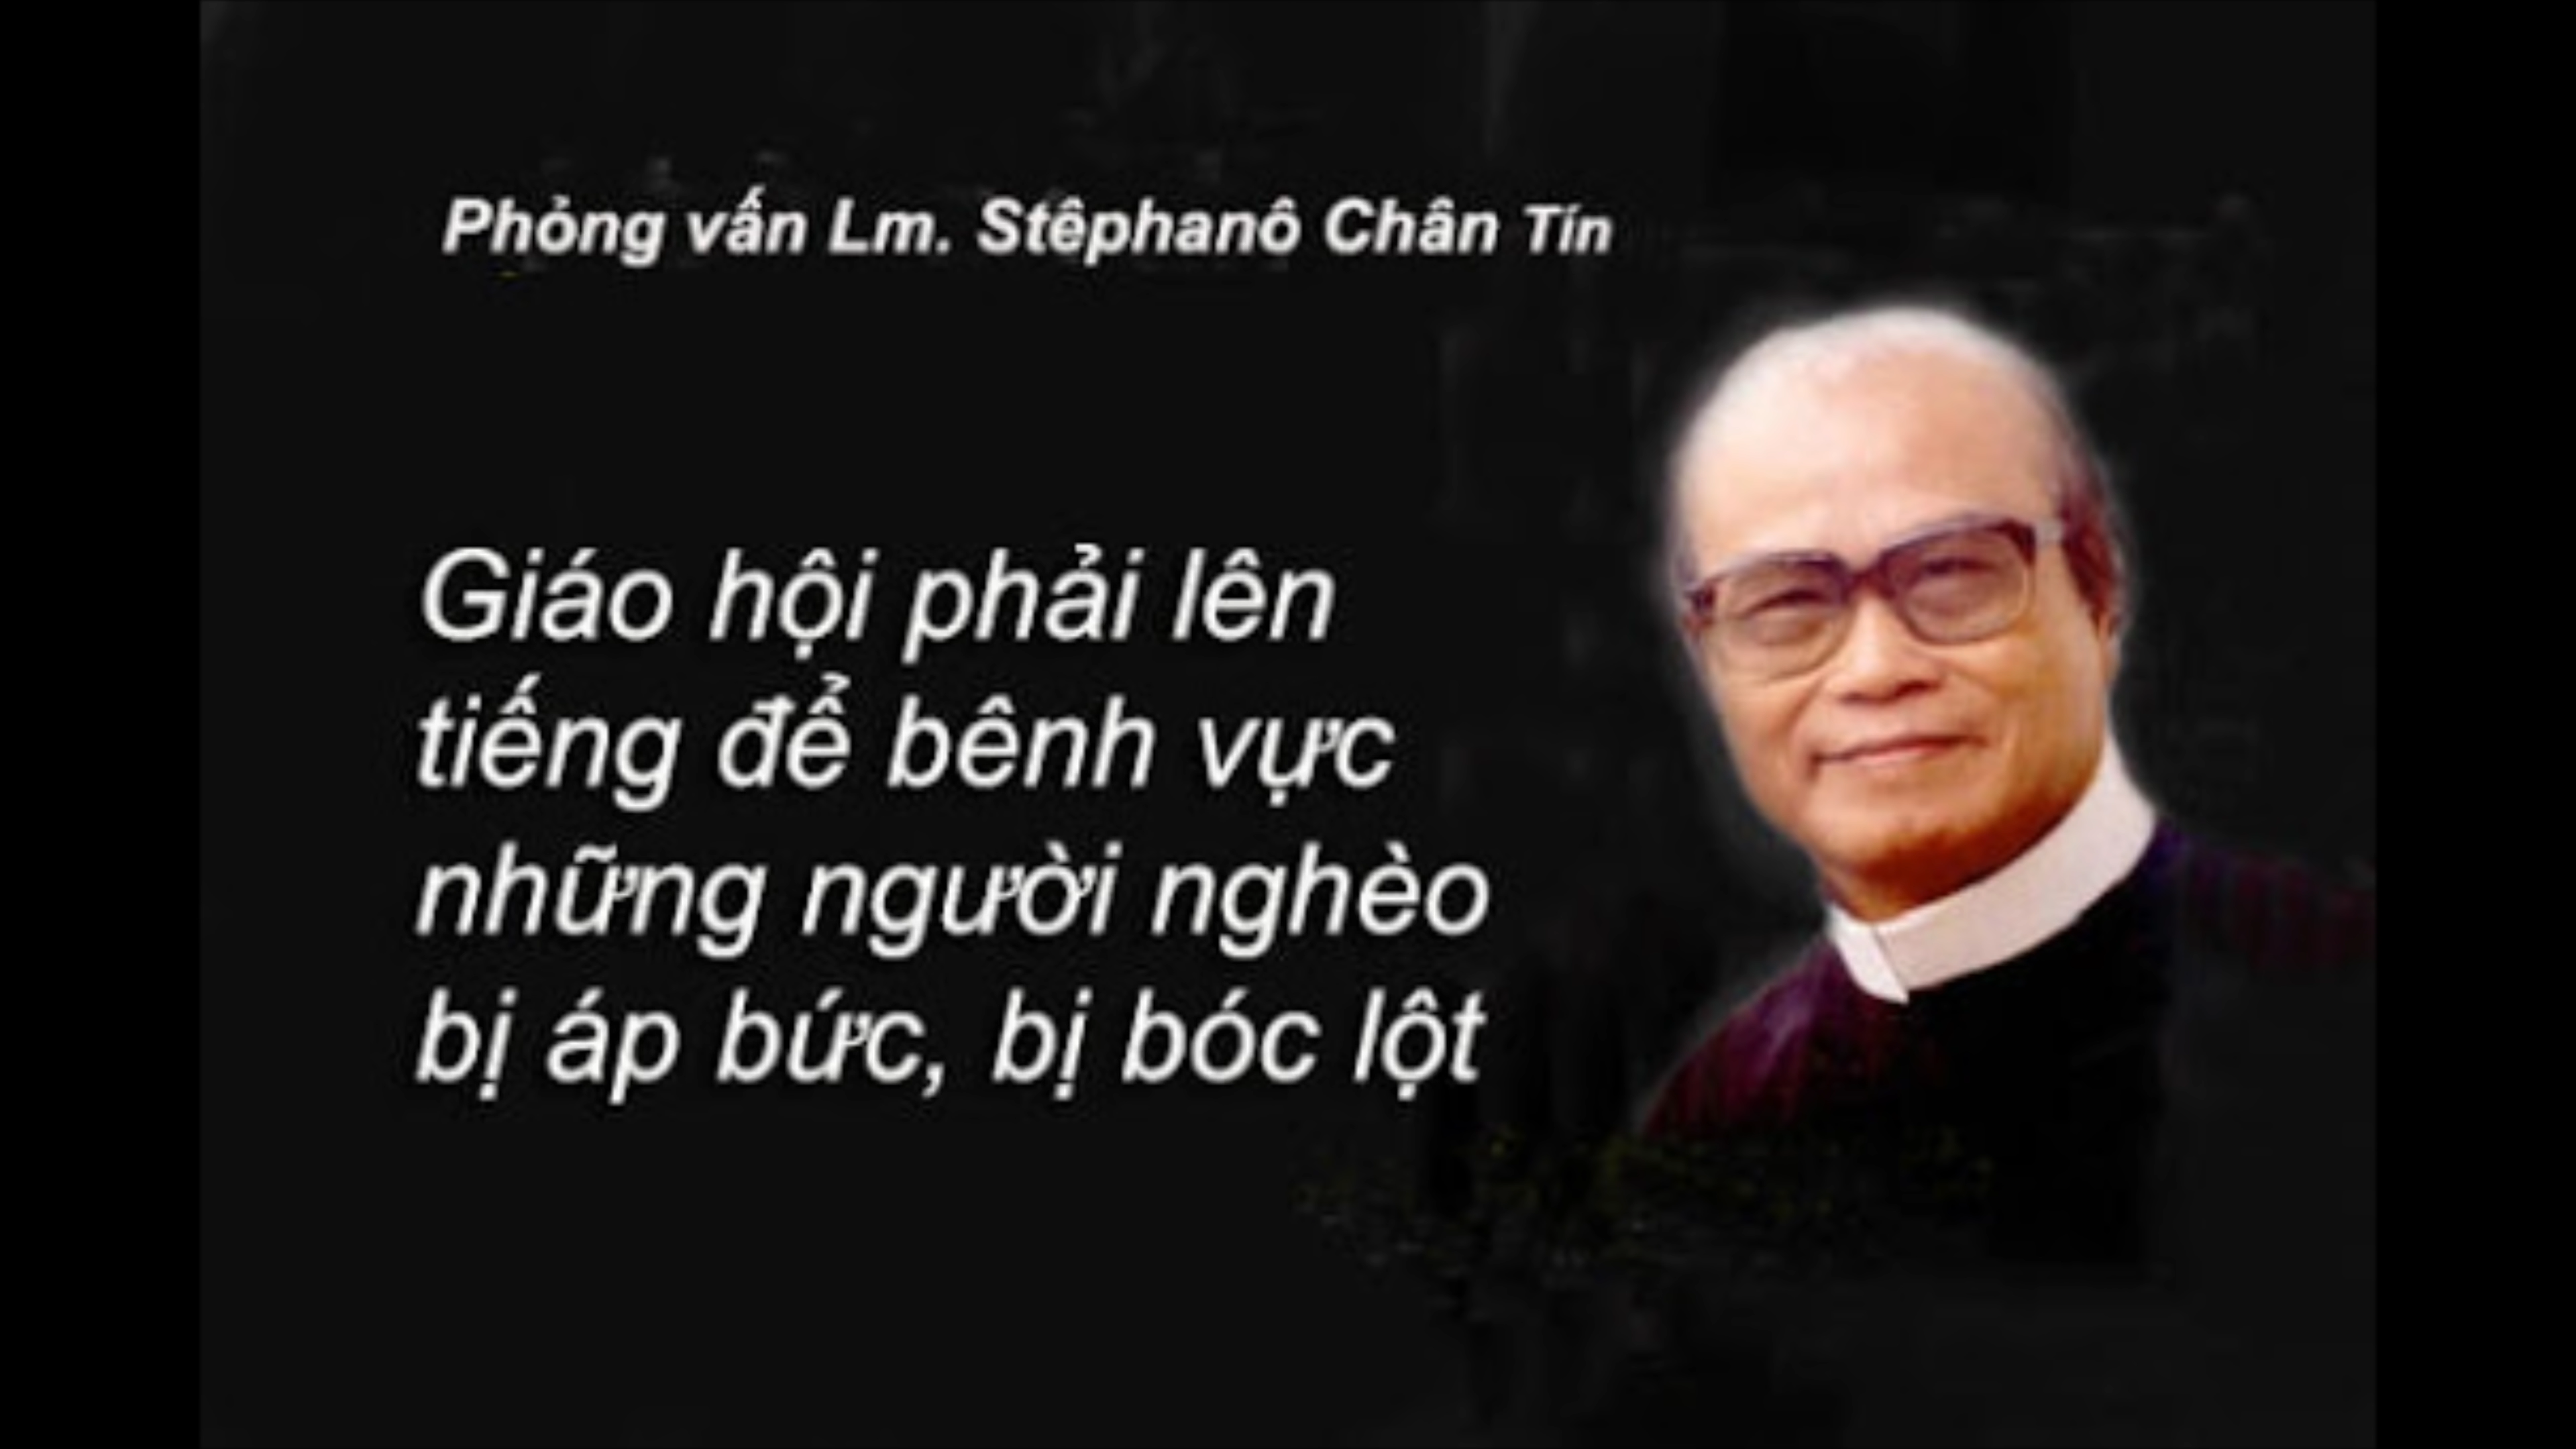 Phỏng vấn Lm. Stêphanô Chân Tín
Giáo hội phải lên
tiếng để bênh vực
những người nghèo
bị áp bức, bị bóc lột